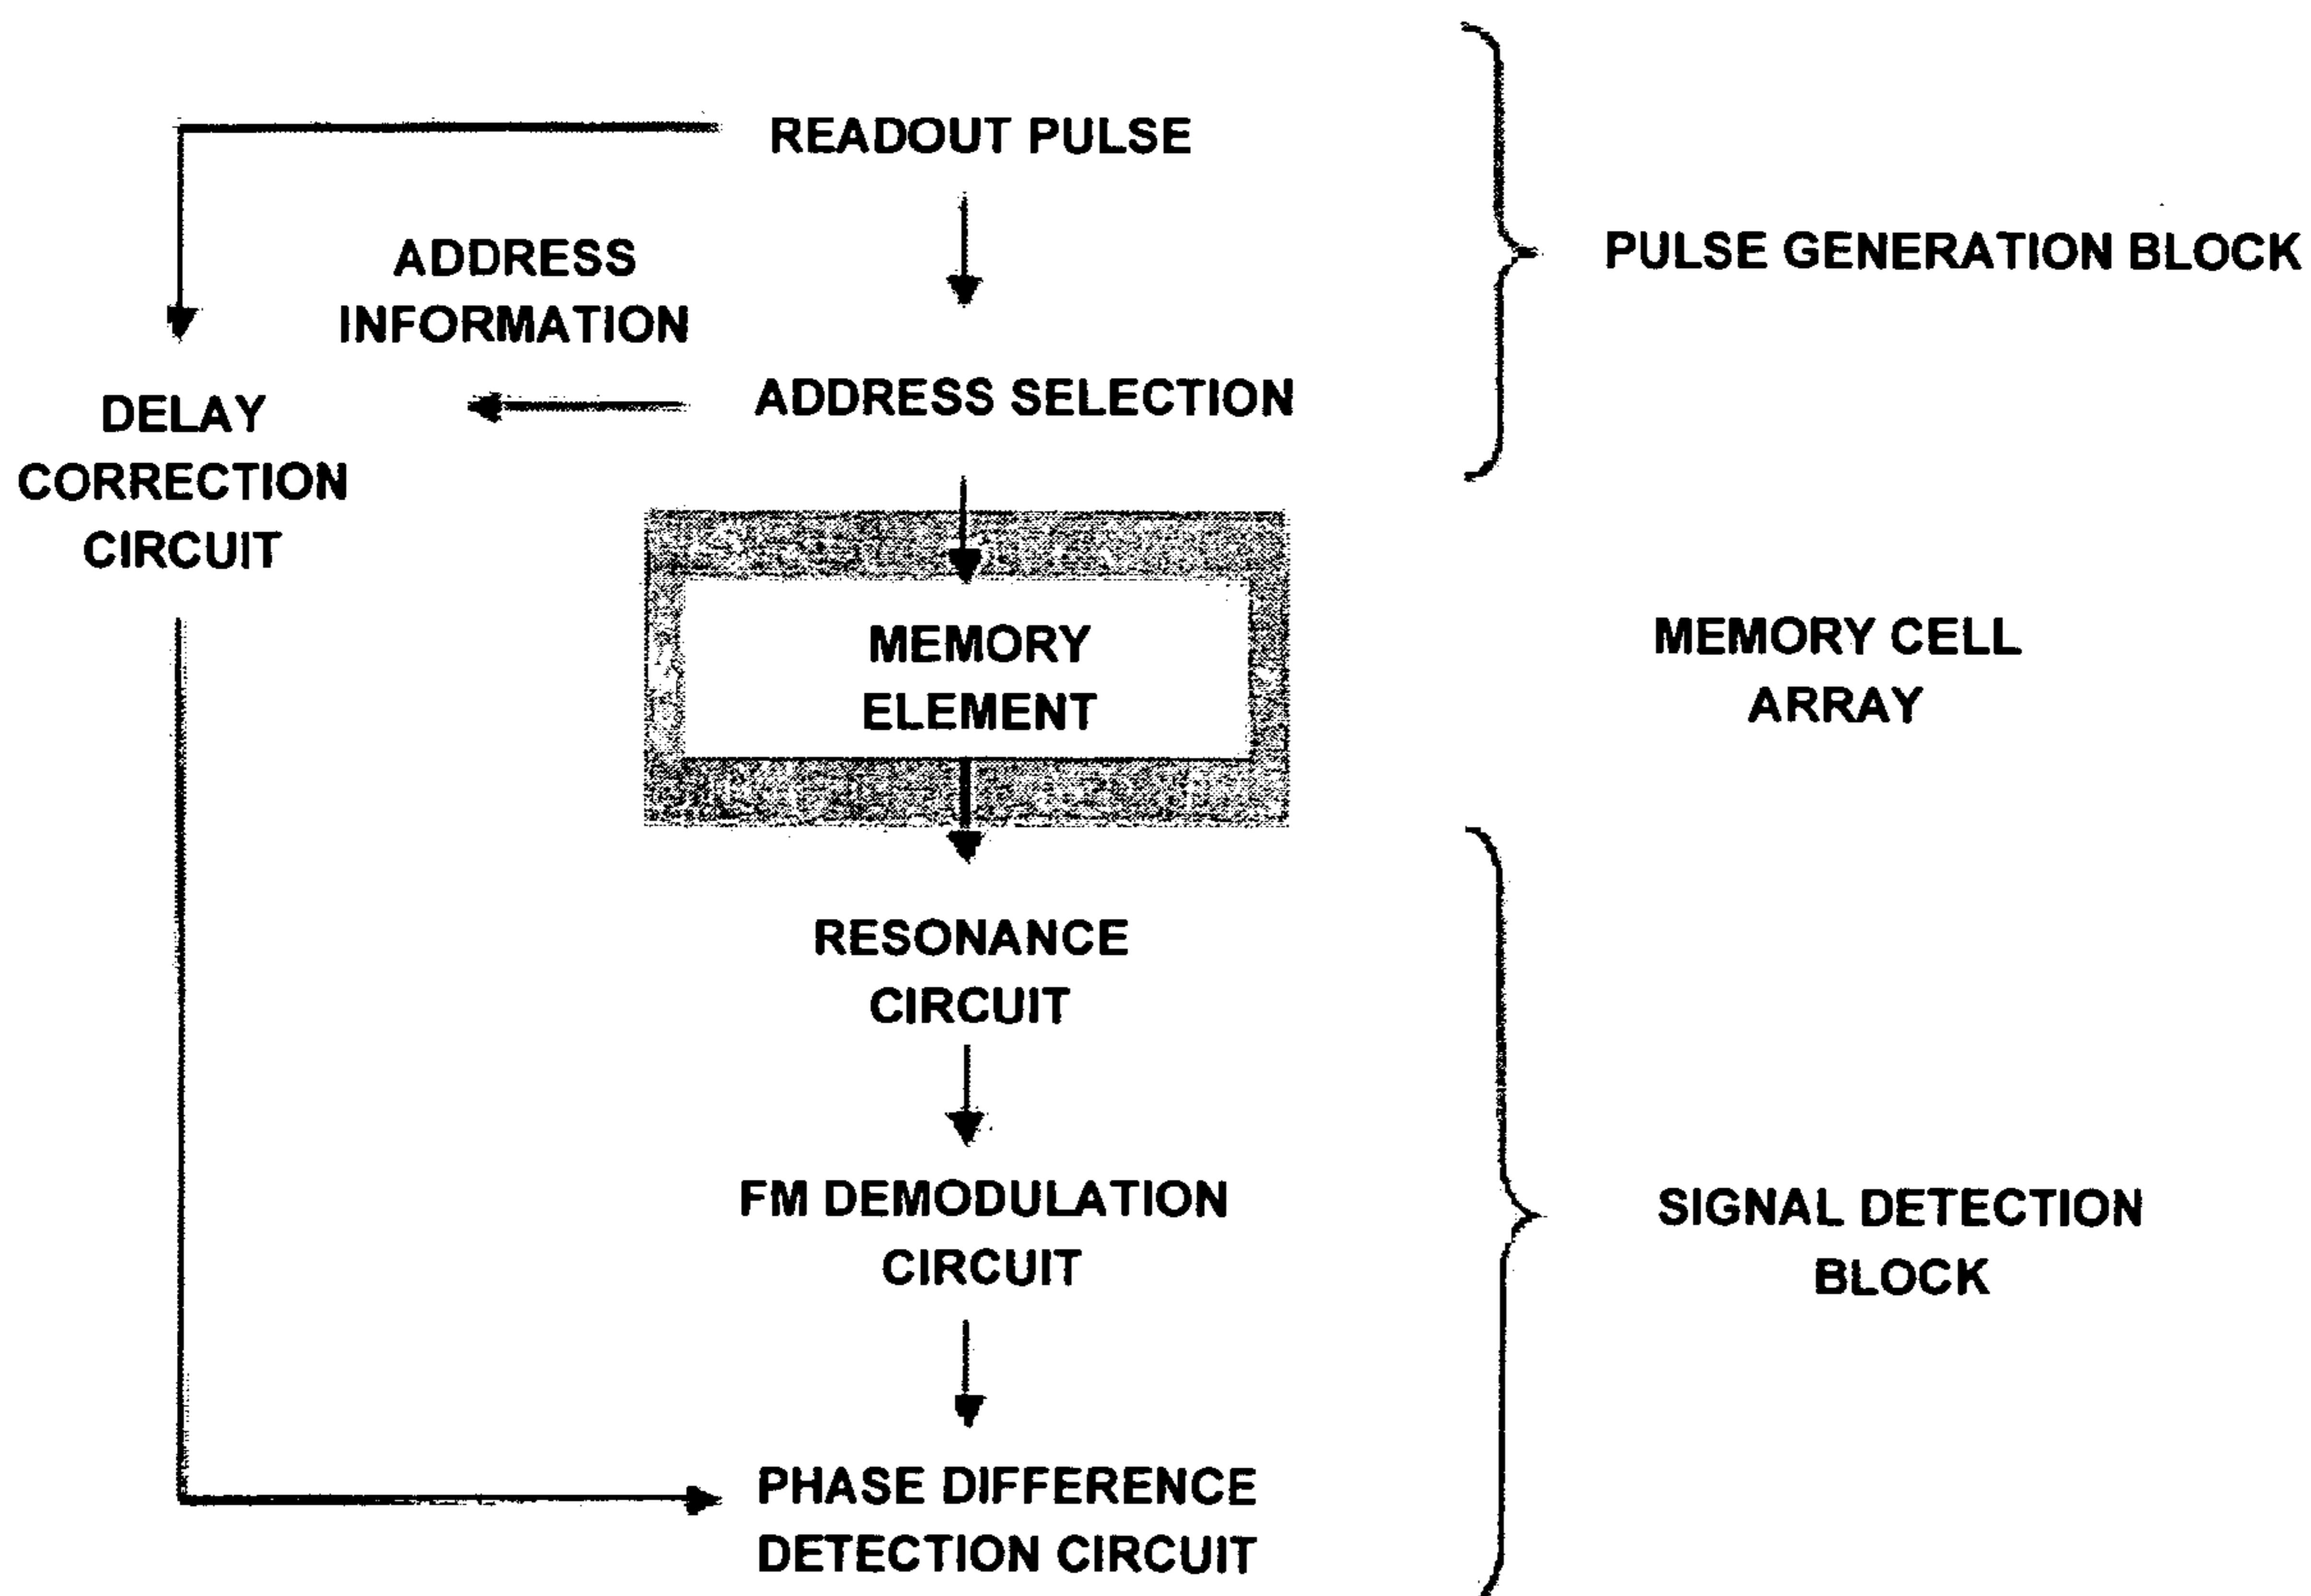 READOUT PULSE
ADDRESS
INFORMATION
PULSE GENERATION BLOCK
ADDRESS SELECTION
DELAY
CORRECTION
CIRCUIT
MEMORY
ELEMENT
MEMORY CELL
ARRAY
RESONANCE
CIRCUIT
FM DEMODULATION
CIRCUIT
SIGNAL DETECTION
BLOCK
PHASE DIFFERENCE
DETECTION CIRCUIT